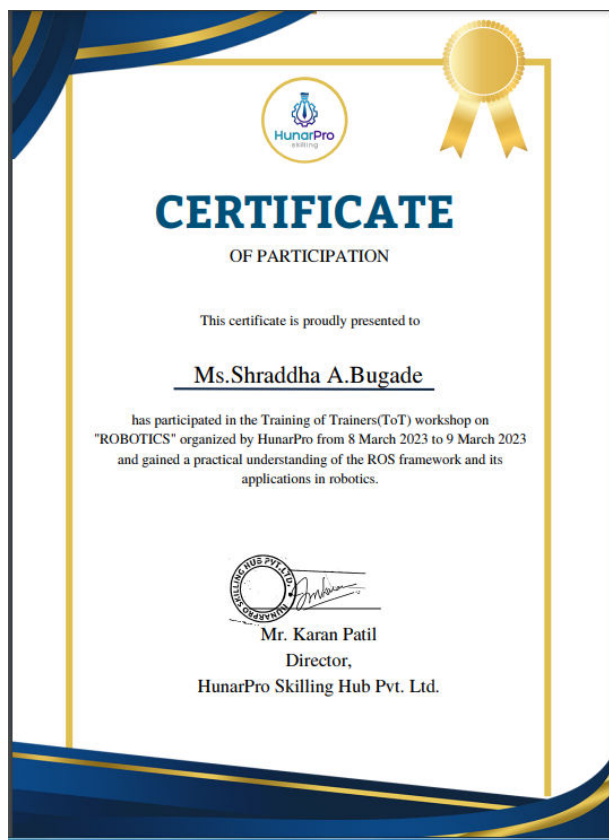 HunarPro
skilling
CERTIFICATE
OF PARTICIPATION
This certificate is proudly presented to
Ms.Shraddha A.Bugade
has participated in the Training of Trainers(ToT) workshop on
"ROBOTICS" organized by HunarPro from 8 March 2023 to 9 March 2023
and gained a practical understanding of the ROS framework and its
applications in robotics.
HUNARPRO SKILLING HUB PVT. LTD.
Mr. Karan Patil
Director,
HunarPro Skilling Hub Pvt. Ltd.